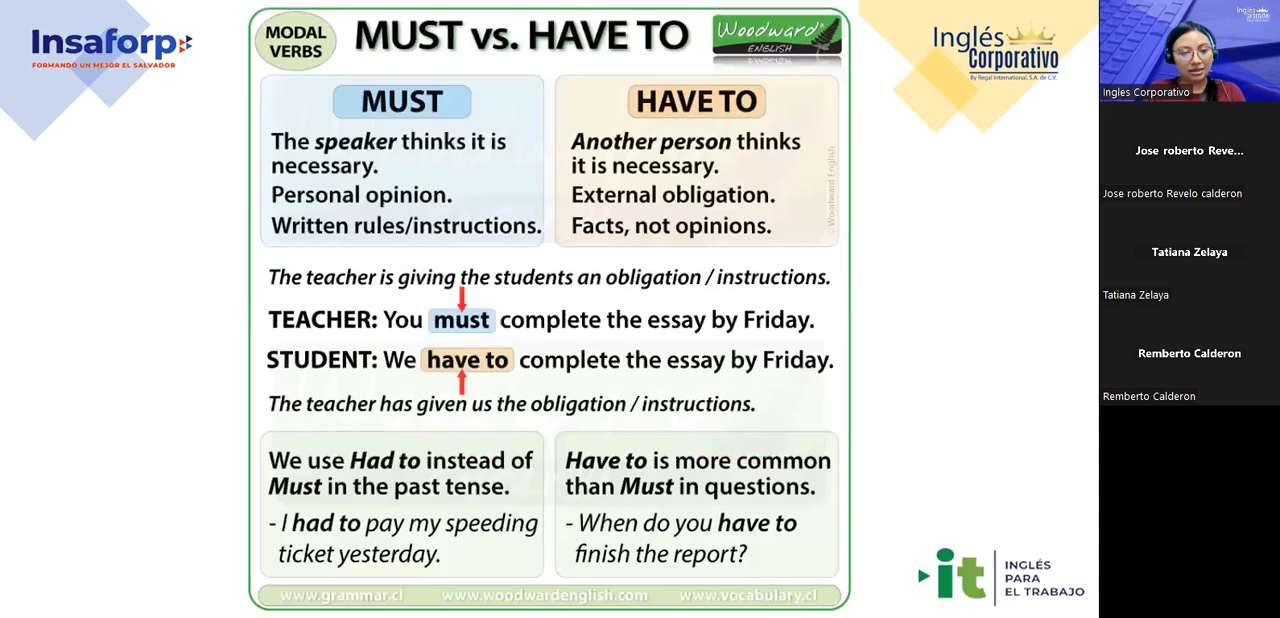 Insaforp
FORMANDO UN MEJOR EL SALVADOR
MODAL
VERBS
MUST vs. HAVE TO
Woodward
ENGLISH
Inglés
Corporativo
By Regal International, S.A. de C.V.
MUST
The speaker thinks it is
necessary.
Personal opinion.
Written rules/instructions.
HAVE TO
Another person thinks
it is necessary.
External obligation.
Facts, not opinions.
© Woodward English
The teacher is giving the students an obligation / instructions.
TEACHER: You must complete the essay by Friday.
STUDENT: We have to complete the essay by Friday.
The teacher has given us the obligation / instructions.
We use Had to instead of
Must in the past tense.
- I had to pay my speeding
ticket yesterday.
Have to is more common
than Must in questions.
- When do you have to
finish the report?
www.grammar.cl www.woodwardenglish.com www.vocabulary.cl
it
INGLÉS
PARA
EL TRABAJO
Ingles Corporativo
Jose roberto Reve...
Jose roberto Revelo calderon
Tatiana Zelaya
Tatiana Zelaya
Remberto Calderon
Remberto Calderon